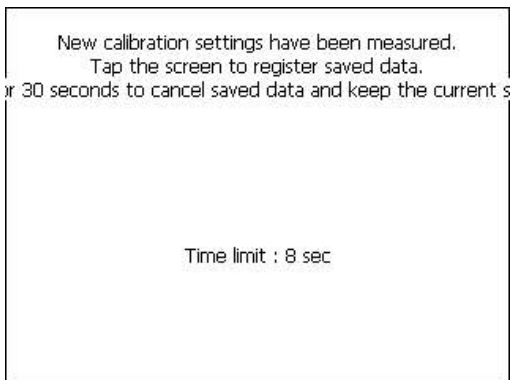 New calibration settings have been measured.
Tap the screen to register saved data.
r 30 seconds to cancel saved data and keep the current s
Time limit : 8 sec